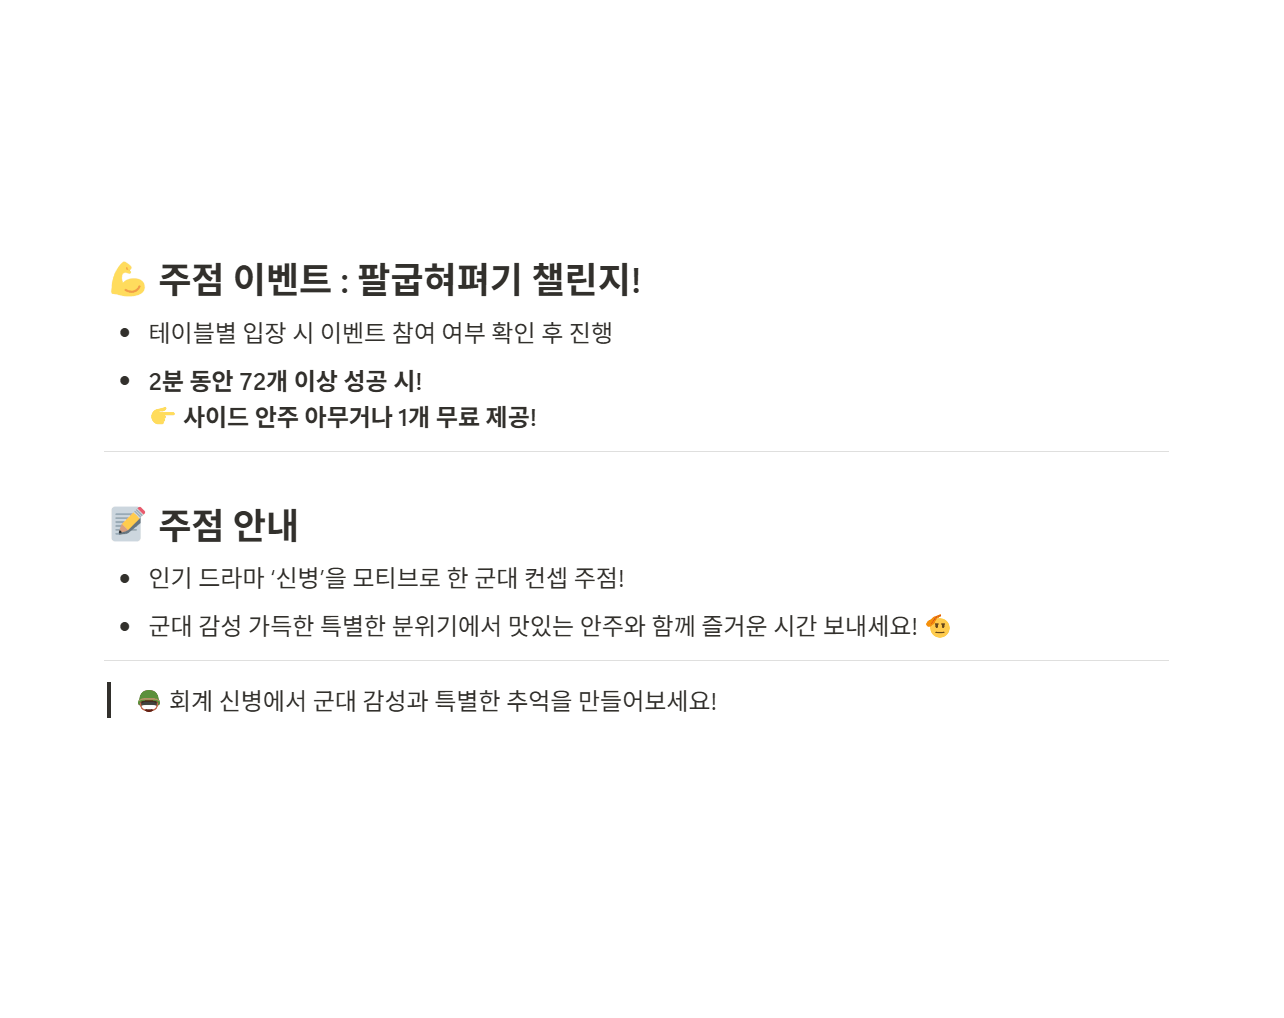 💪 주점 이벤트 : 팔굽혀펴기 챌린지!
• 테이블별 입장 시 이벤트 참여 여부 확인 후 진행
• 2분 동안 72개 이상 성공 시!
👉 사이드 안주 아무거나 1개 무료 제공!
📝 주점 안내
• 인기 드라마 ‘신병’을 모티브로 한 군대 컨셉 주점!
• 군대 감성 가득한 특별한 분위기에서 맛있는 안주와 함께 즐거운 시간 보내세요! 🫡
🪖 회계 신병에서 군대 감성과 특별한 추억을 만들어보세요!